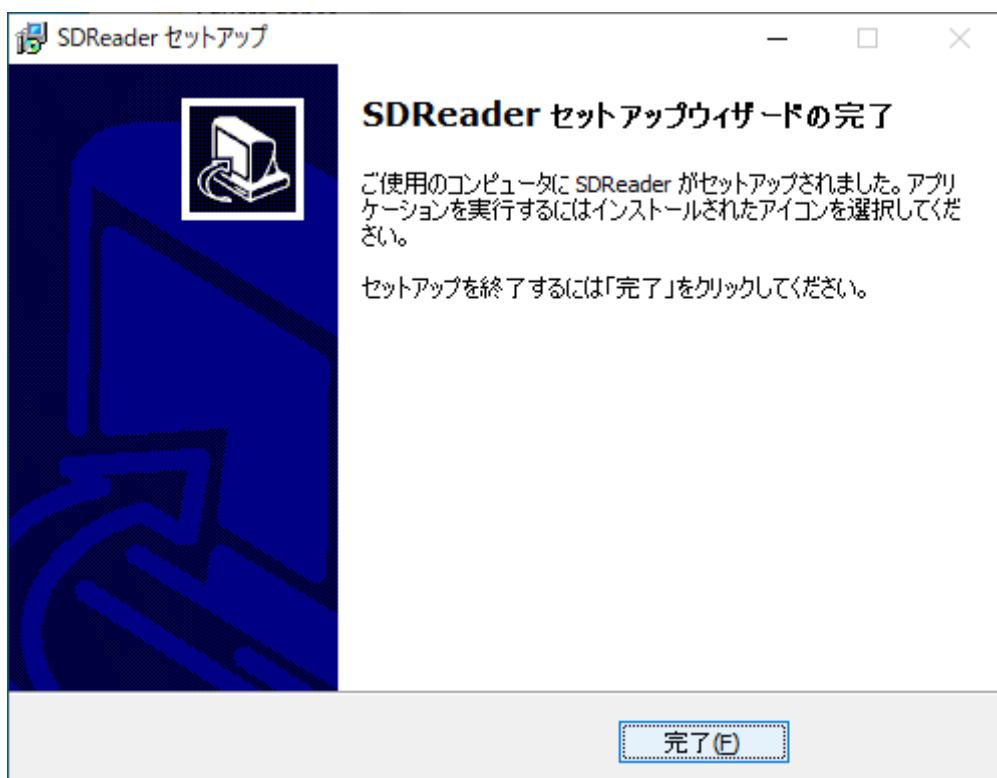 SDReader セットアップ
SDReader セットアップウィザードの完了
ご使用のコンピュータに SDReader がセットアップされました。アプリ
ケーションを実行するにはインストールされたアイコンを選択してくだ
さい。
セットアップを終了するには「完了」をクリックしてください。
完了(F)